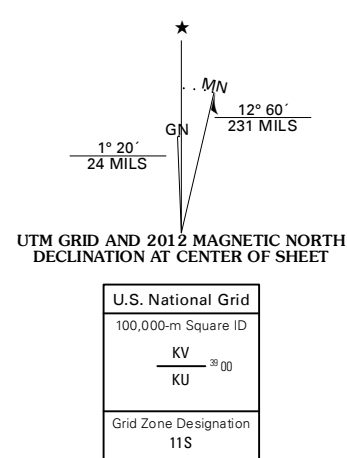 ★
MN
GN
12° 60´
231 MILS
1° 20´
24 MILS
UTM GRID AND 2012 MAGNETIC NORTH
DECLINATION AT CENTER OF SHEET
U.S. National Grid
100,000-m Square ID
KV
39 00
KU
Grid Zone Designation
11S